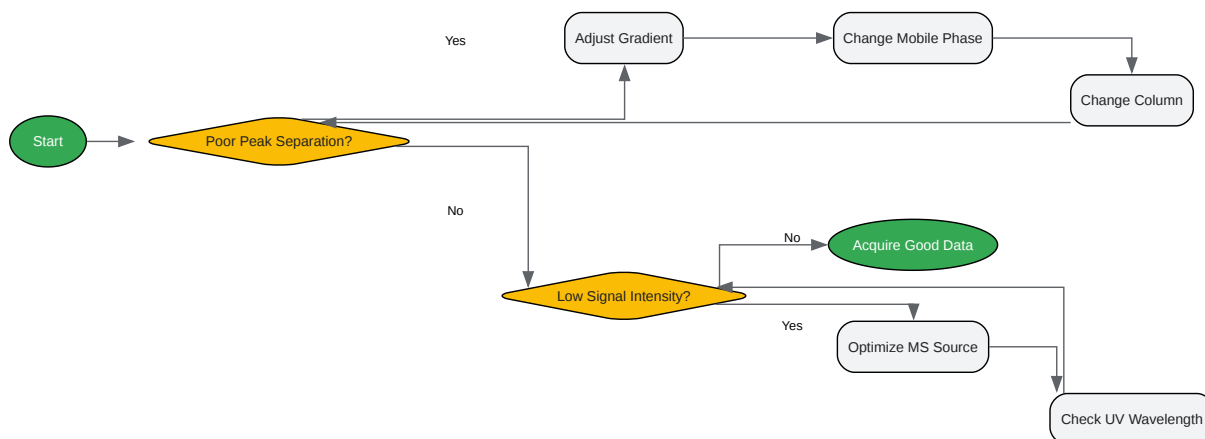 Yes
Adjust Gradient
Change Mobile Phase
Change Column
Start
Poor Peak Separation?
No
No
Acquire Good Data
Low Signal Intensity?
Yes
Optimize MS Source
Check UV Wavelength